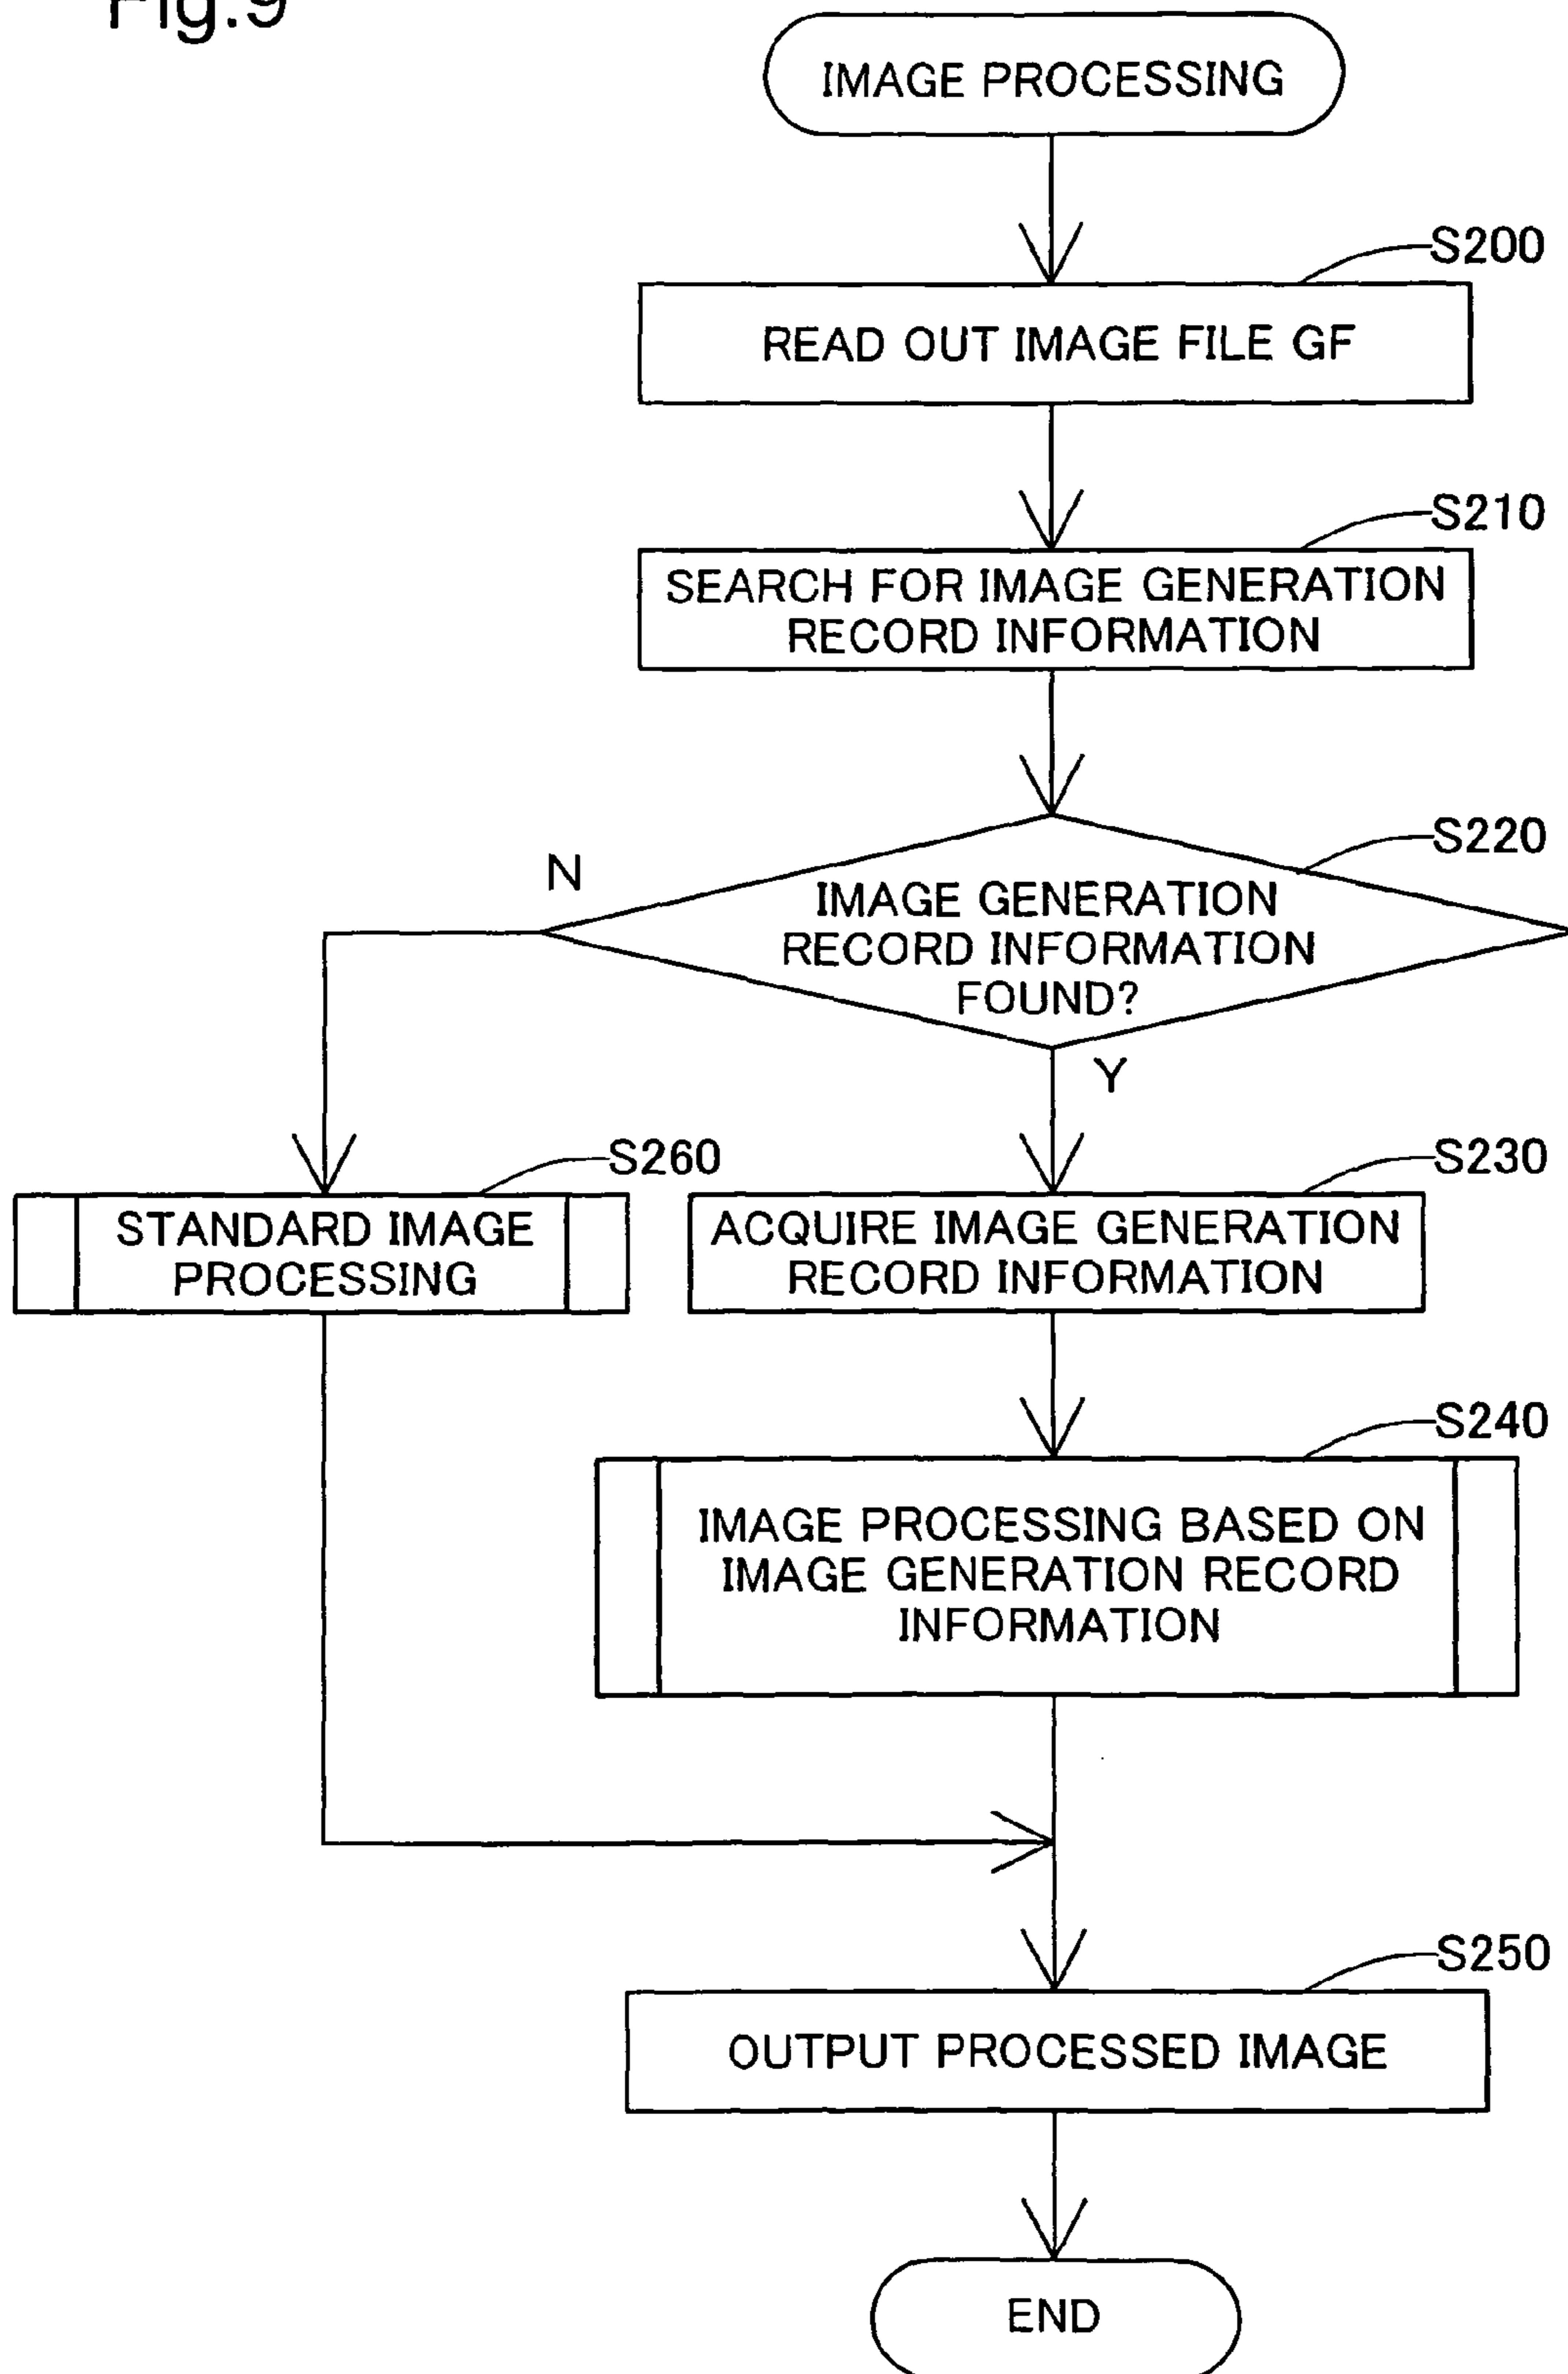 Fig.9
IMAGE PROCESSING
S200
READ OUT IMAGE FILE GF
S210
SEARCH FOR IMAGE GENERATION
RECORD INFORMATION
S220
N
IMAGE GENERATION
RECORD INFORMATION
FOUND?
Y
S260
S230
STANDARD IMAGE
PROCESSING
ACQUIRE IMAGE GENERATION
RECORD INFORMATION
S240
IMAGE PROCESSING BASED ON
IMAGE GENERATION RECORD
INFORMATION
S250
OUTPUT PROCESSED IMAGE
END